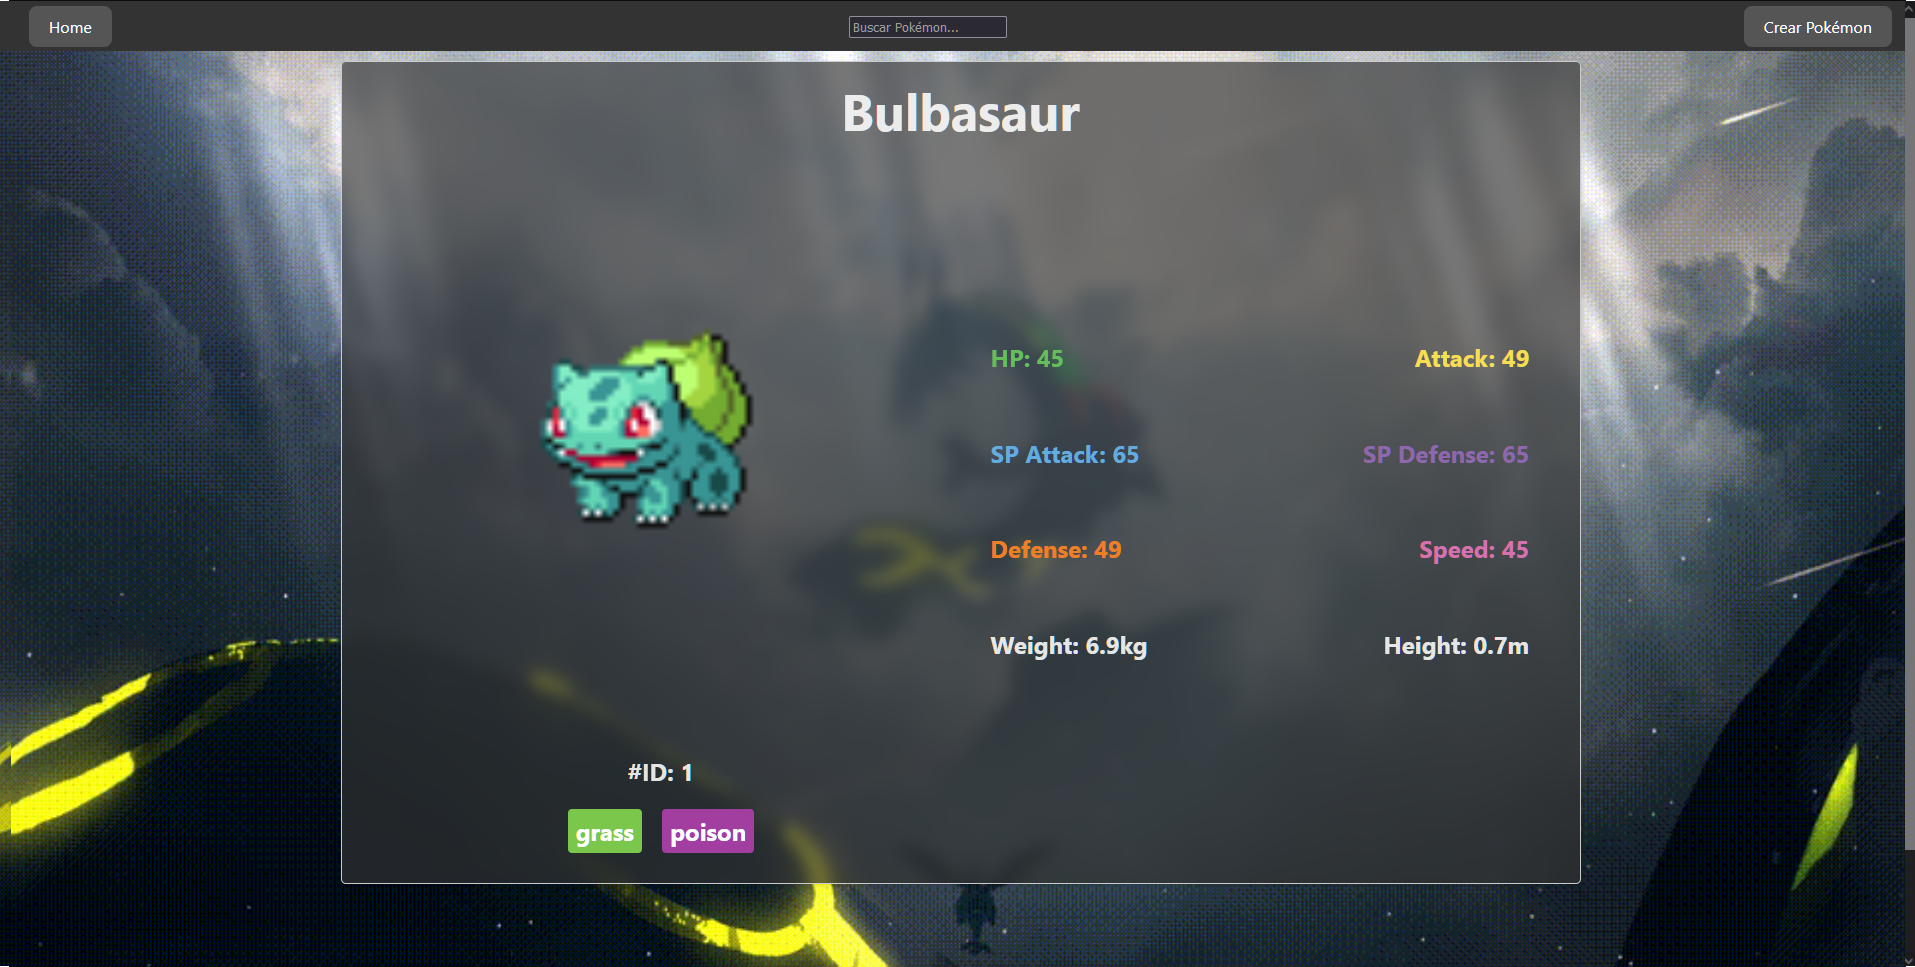 Home
Buscar Pokémon...
Crear Pokémon
Bulbasaur
HP: 45
Attack: 49
SP Attack: 65
SP Defense: 65
Defense: 49
Speed: 45
Weight: 6.9kg
Height: 0.7m
#ID: 1
grass
poison